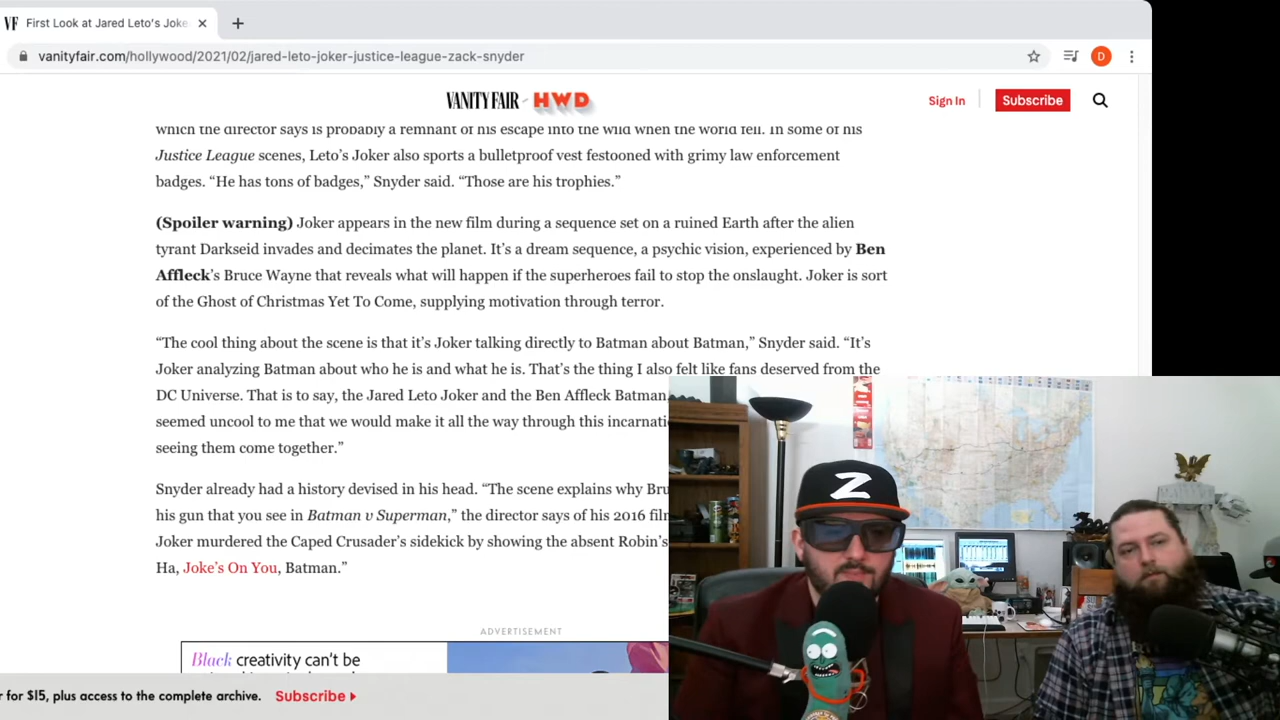 VF First Look at Jared Leto's Joke
vanityfair.com/hollywood/2021/02/jared-leto-joker-justice-league-zack-snyder
D
VANITY FAIR HWD
Sign In
Subscribe
which the director says is probably a remnant of his escape into the wild when the world fell. In some of his
Justice League scenes, Leto's Joker also sports a bulletproof vest festooned with grimy law enforcement
badges. “He has tons of badges,” Snyder said. “Those are his trophies.”
(Spoiler warning) Joker appears in the new film during a sequence set on a ruined Earth after the alien
tyrant Darkseid invades and decimates the planet. It's a dream sequence, a psychic vision, experienced by Ben
Affleck's Bruce Wayne that reveals what will happen if the superheroes fail to stop the onslaught. Joker is sort
of the Ghost of Christmas Yet To Come, supplying motivation through terror.
“The cool thing about the scene is that it's Joker talking directly to Batman about Batman,” Snyder said. “It's
Joker analyzing Batman about who he is and what he is. That's the thing I also felt like fans deserved from the
DC Universe. That is to say, the Jared Leto Joker and the Ben Affleck Batman,
seemed uncool to me that we would make it all the way through this incarnati
seeing them come together.”
Snyder already had a history devised in his head. “The scene explains why Bru
his gun that you see in Batman v Superman,” the director says of his 2016 film
Joker murdered the Caped Crusader's sidekick by showing the absent Robin's
Ha, Joke's On You, Batman.”
ADVERTISEMENT
Black creativity can't be
r for $15, plus access to the complete archive. Subscribe
Z